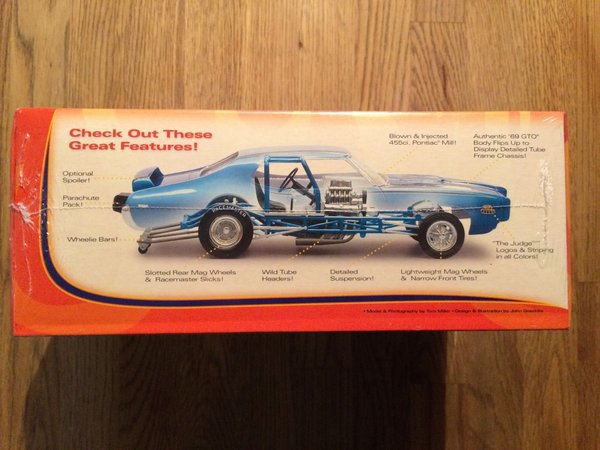 Check Out These
Great Features!
Blown & Injected
455ci. Pontiac® Mill!
Authentic '69 GTO®
Body Flips Up to
Display Detailed Tube
Frame Chassis!
Optional
Spoiler!
Parachute
Pack!
Wheelie Bars!
RACEMASTER
"The Judge™"
Logos & Striping
in all Colors!
Slotted Rear Mag Wheels
& Racemaster Slicks!
Wild Tube
Headers!
Detailed
Suspension!
Lightweight Mag Wheels
& Narrow Front Tires!
• Model & Photography by Tom Miller • Design & Illustration by John